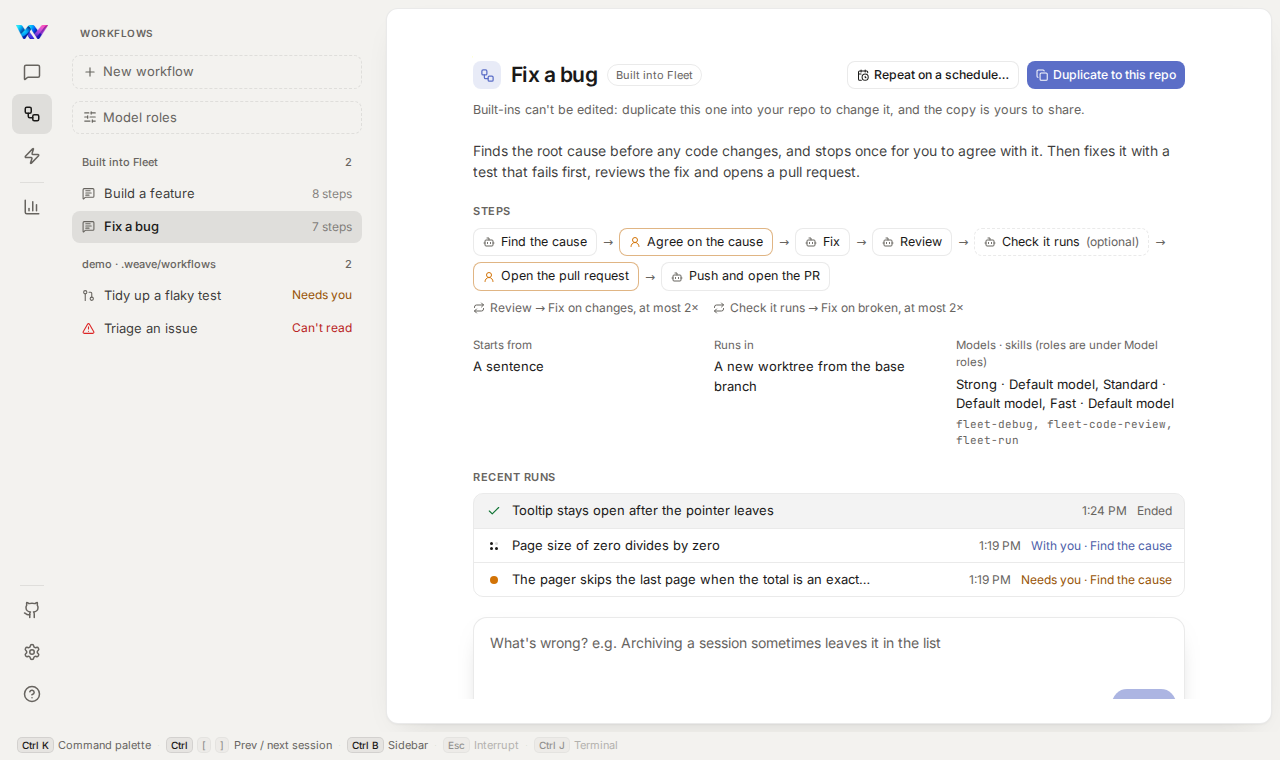 WORKFLOWS
New workflow
Model roles
Built into Fleet 2
Build a feature 8 steps
Fix a bug 7 steps
demo · .weave/workflows 2
Tidy up a flaky test Needs you
Triage an issue Can't read
Fix a bug Built into Fleet Repeat on a schedule... Duplicate to this repo
Built-ins can't be edited: duplicate this one into your repo to change it, and the copy is yours to share.
Finds the root cause before any code changes, and stops once for you to agree with it. Then fixes it with a
test that fails first, reviews the fix and opens a pull request.
STEPS
Find the cause → Agree on the cause → Fix → Review → Check it runs (optional) →
Open the pull request → Push and open the PR
Review → Fix on changes, at most 2× Check it runs → Fix on broken, at most 2×
Starts from
A sentence
Runs in
A new worktree from the base
branch
Models · skills (roles are under Model
roles)
Strong · Default model, Standard ·
Default model, Fast · Default model
fleet-debug, fleet-code-review,
fleet-run
RECENT RUNS
Tooltip stays open after the pointer leaves 1:24 PM Ended
Page size of zero divides by zero 1:19 PM With you · Find the cause
The pager skips the last page when the total is an exact... 1:19 PM Needs you · Find the cause
What's wrong? e.g. Archiving a session sometimes leaves it in the list
Ctrl K Command palette Ctrl [ ] Prev / next session Ctrl B Sidebar Esc Interrupt Ctrl J Terminal